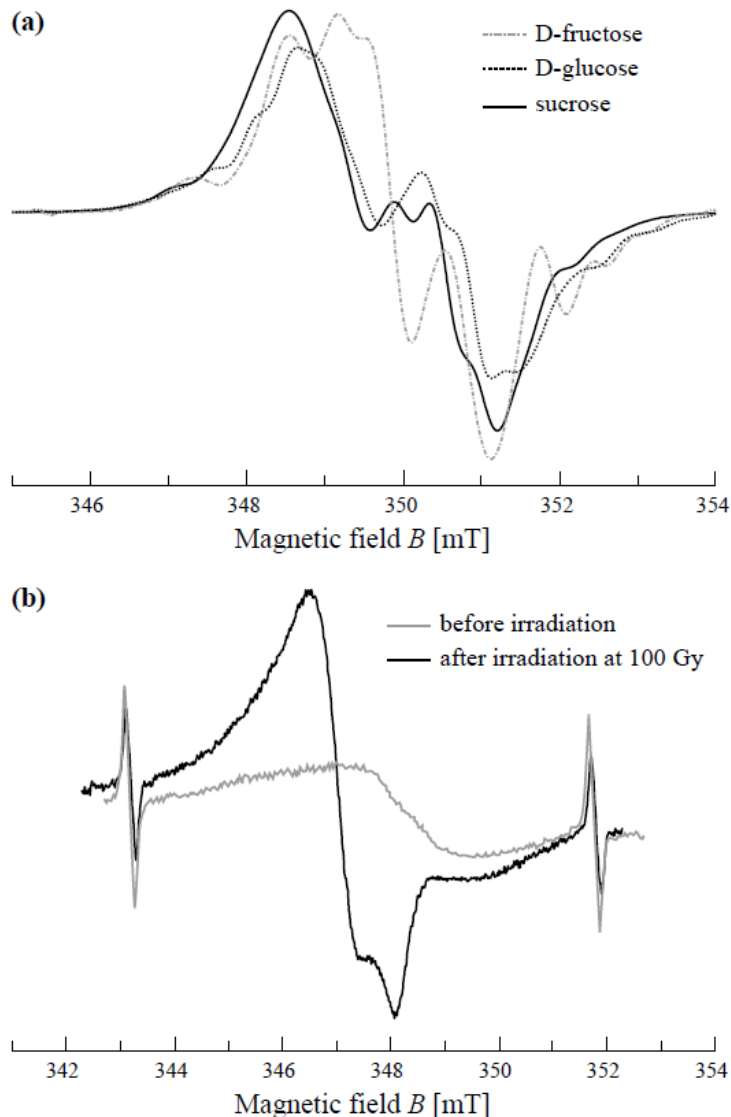 (a)
D-fructose
D-glucose
sucrose
346 348 350 352 354
Magnetic field B [mT]
(b)
before irradiation
after irradiation at 100 Gy
342 344 346 348 350 352 354
Magnetic field B [mT]